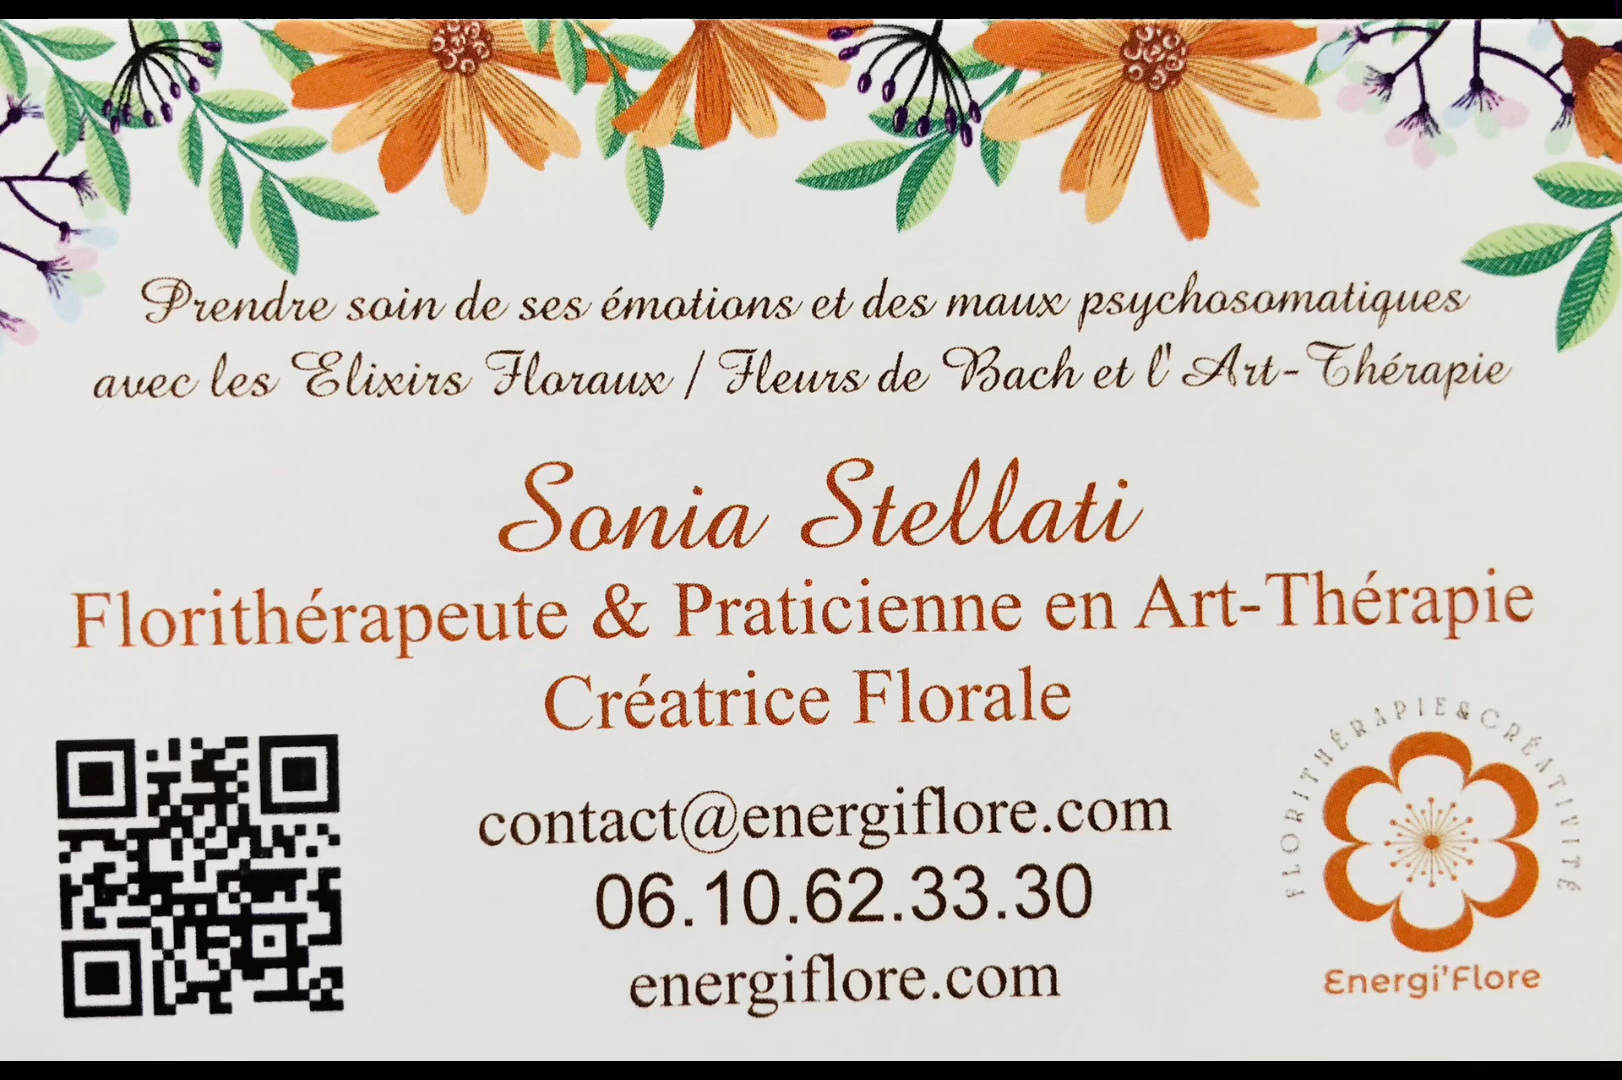 Prendre soin de ses émotions et des maux psychosomatiques
avec les Elixirs Floraux / Fleurs de Bach et l' Art-Thérapie
Sonia Stellati
Florithérapeute & Praticienne en Art-Thérapie
Créatrice Florale
contact@energiflore.com
06.10.62.33.30
energiflore.com
FLORITHÉRAPIE&CRÉATIVITÉ
Energi'Flore